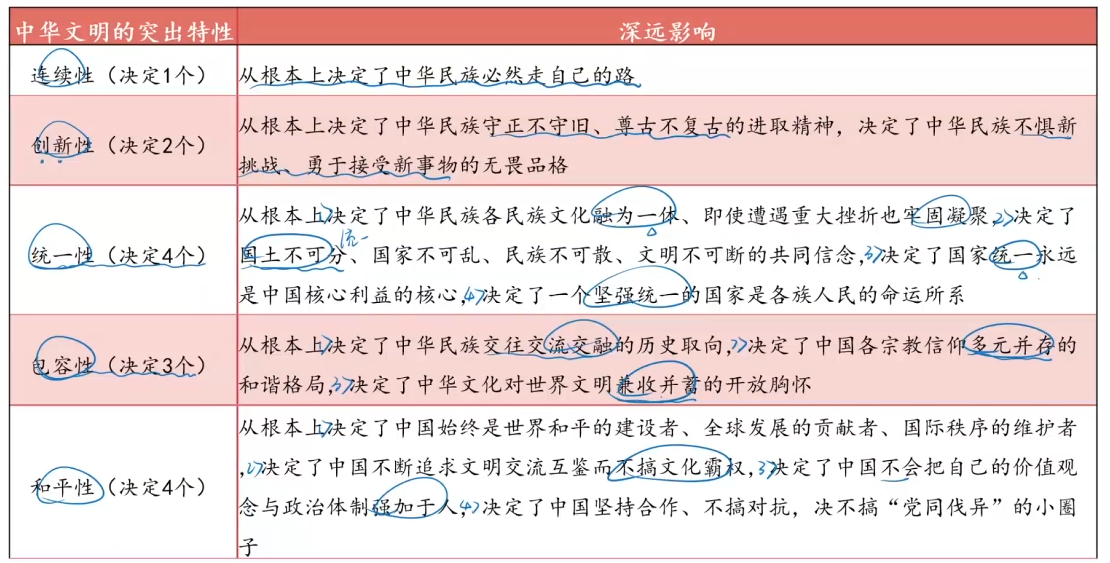 中华文明的突出特性
深远影响
连续性（决定1个）
从根本上决定了中华民族必然走自己的路
创新性（决定2个）
从根本上决定了中华民族守正不守旧、尊古不复古的进取精神，决定了中华民族不惧新
挑战、勇于接受新事物的无畏品格
统一性（决定4个）
从根本上1>决定了中华民族各民族文化融为一体、即使遭遇重大挫折也牢固凝聚,2>决定了
统一
国土不可分、国家不可乱、民族不可散、文明不可断的共同信念,3>决定了国家统一永远
是中国核心利益的核心,4>决定了一个坚强统一的国家是各族人民的命运所系
包容性（决定3个）
从根本上1>决定了中华民族交往交流交融的历史取向,2>决定了中国各宗教信仰多元并存的
和谐格局,3>决定了中华文化对世界文明兼收并蓄的开放胸怀
和平性（决定4个）
从根本上1>决定了中国始终是世界和平的建设者、全球发展的贡献者、国际秩序的维护者
,2>决定了中国不断追求文明交流互鉴而不搞文化霸权,3>决定了中国不会把自己的价值观
念与政治体制强加于人,4>决定了中国坚持合作、不搞对抗，决不搞“党同伐异”的小圈
子